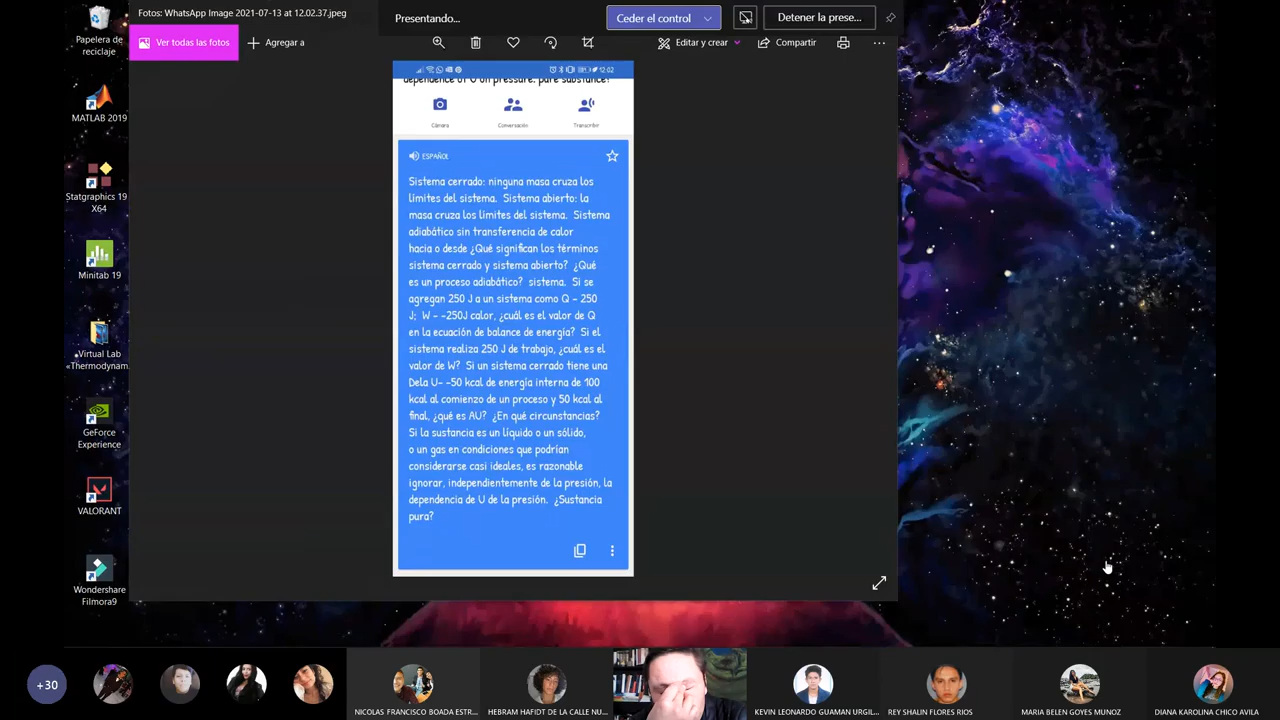 Fotos: WhatsApp Image 2021-07-13 at 12.02.37.jpeg
Presentando...
Ceder el control
Detener la prese...
Papelera de
reciclaje
Ver todas las fotos
Agregar a
Editar y crear
Compartir
MATLAB 2019
Statgraphics 19
X64
Minitab 19
Virtual Lab
«Thermodynam...
GeForce
Experience
VALORANT
Wondershare
Filmora9
12:02
dependence of U on pressure. pure substance?
Cámara
Conversación
Transcribir
ESPAÑOL
Sistema cerrado: ninguna masa cruza los
límites del sistema. Sistema abierto: la
masa cruza los límites del sistema. Sistema
adiabático sin transferencia de calor
hacia o desde ¿Qué significan los términos
sistema cerrado y sistema abierto? ¿Qué
es un proceso adiabático? sistema. Si se
agregan 250 J a un sistema como Q - 250
J; W - -250J calor, ¿cuál es el valor de Q
en la ecuación de balance de energía? Si el
sistema realiza 250 J de trabajo, ¿cuál es el
valor de W? Si un sistema cerrado tiene una
Dela U- -50 kcal de energía interna de 100
kcal al comienzo de un proceso y 50 kcal al
final, ¿qué es AU? ¿En qué circunstancias?
Si la sustancia es un líquido o un sólido,
o un gas en condiciones que podrían
considerarse casi ideales, es razonable
ignorar, independientemente de la presión, la
dependencia de U de la presión. ¿Sustancia
pura?
+30
NICOLAS FRANCISCO BOADA ESTR...
HEBRAM HAFIDT DE LA CALLE NU...
KEVIN LEONARDO GUAMAN URGIL...
REY SHALIN FLORES RIOS
MARIA BELEN GOYES MUNOZ
DIANA KAROLINA CHICO AVILA